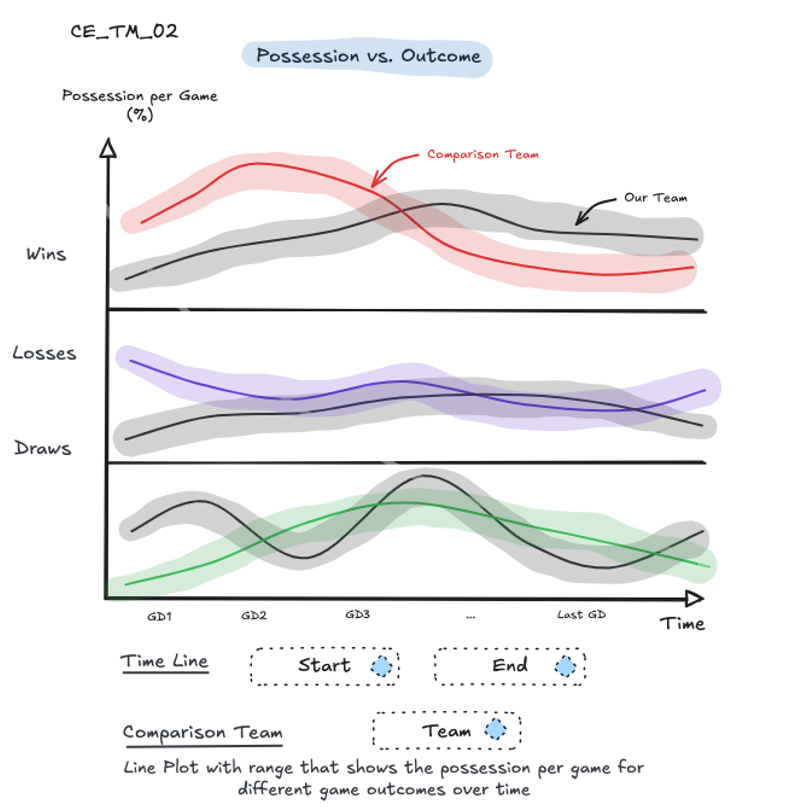 CE_TM_02
Possession vs. Outcome
Possession per Game
(%)
Comparison Team
Our Team
Wins
Losses
Draws
GD1 GD2 GD3 ... Last GD
Time
Time Line Start End
Comparison Team Team
Line Plot with range that shows the possession per game for
different game outcomes over time